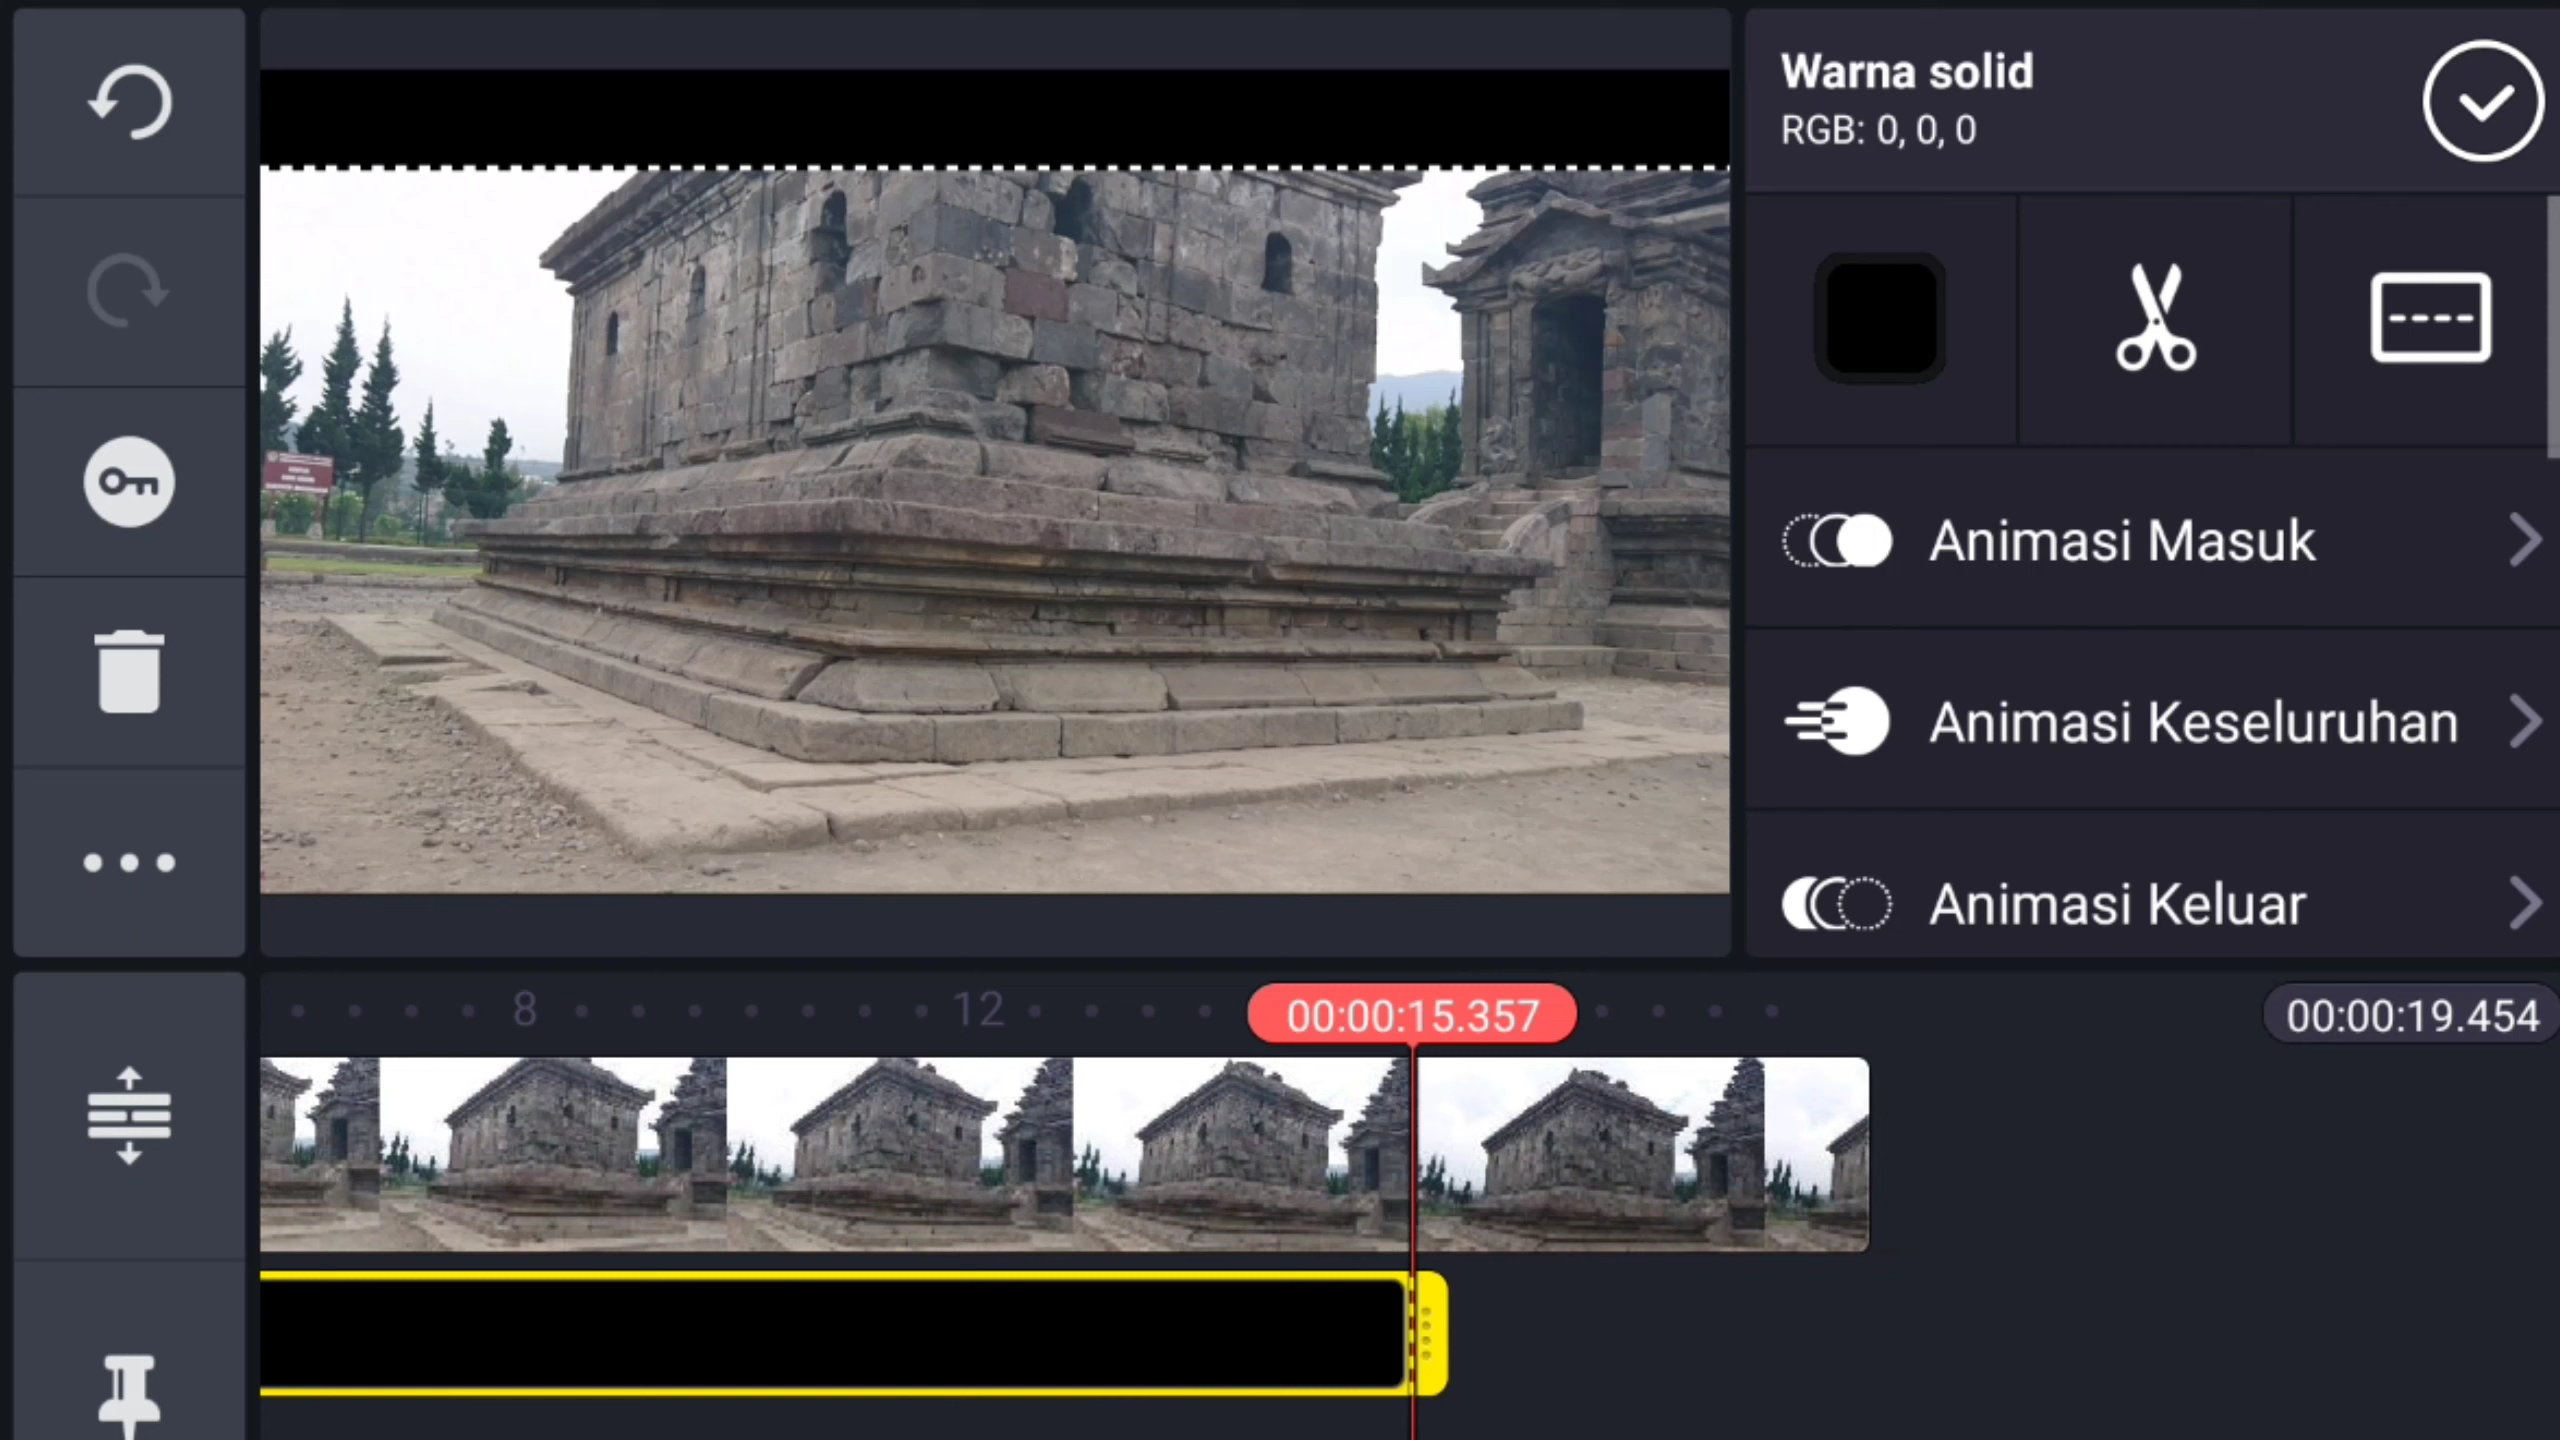 Warna solid
RGB: 0, 0, 0
Animasi Masuk
Animasi Keseluruhan
Animasi Keluar
8
12
00:00:15.357
00:00:19.454